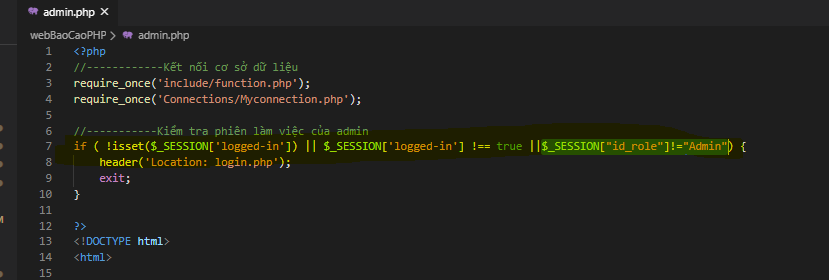 admin.php ×
webBaoCaoPHP > admin.php
1 <?php
2 //------------Kết nối cơ sở dữ liệu
3 require_once('include/function.php');
4 require_once('Connections/Myconnection.php');
5
6 //-----------Kiểm tra phiên làm việc của admin
7 if ( !isset($_SESSION['logged-in']) || $_SESSION['logged-in'] !== true ||$_SESSION["id_role"]!="Admin") {
8     header('Location: login.php');
9     exit;
10 }
11
12 ?>
13 <!DOCTYPE html>
14 <html>
15
M